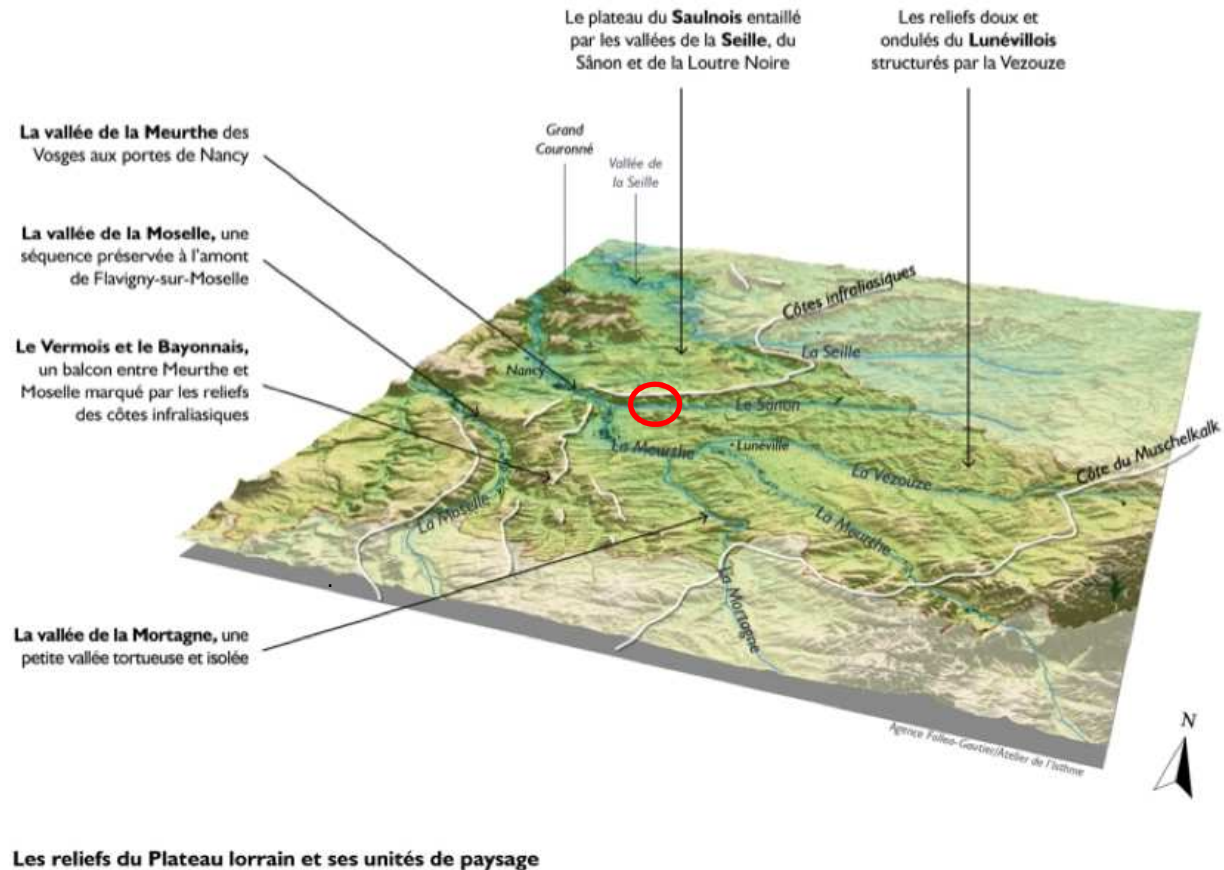 Le plateau du Saulnois entaillé
par les vallées de la Seille, du
Sânon et de la Loutre Noire
Les reliefs doux et
ondulés du Lunévillois
structurés par la Vezouze
La vallée de la Meurthe des
Vosges aux portes de Nancy
Grand
Couronné
Vallée de
la Seille
La vallée de la Moselle, une
séquence préservée à l'amont
de Flavigny-sur-Moselle
Côtes infraliasiques
Le Vermois et le Bayonnais,
un balcon entre Meurthe et
Moselle marqué par les reliefs
des côtes infraliasiques
La Seille
Nancy
Le Sânon
La Meurthe
Lunéville
La Vezouze
Côte du Muschelkalk
La Moselle
La Meurthe
La Mortagne
La vallée de la Mortagne, une
petite vallée tortueuse et isolée
N
Agence Folléa-Gautier/Atelier de l'Isthme
Les reliefs du Plateau lorrain et ses unités de paysage